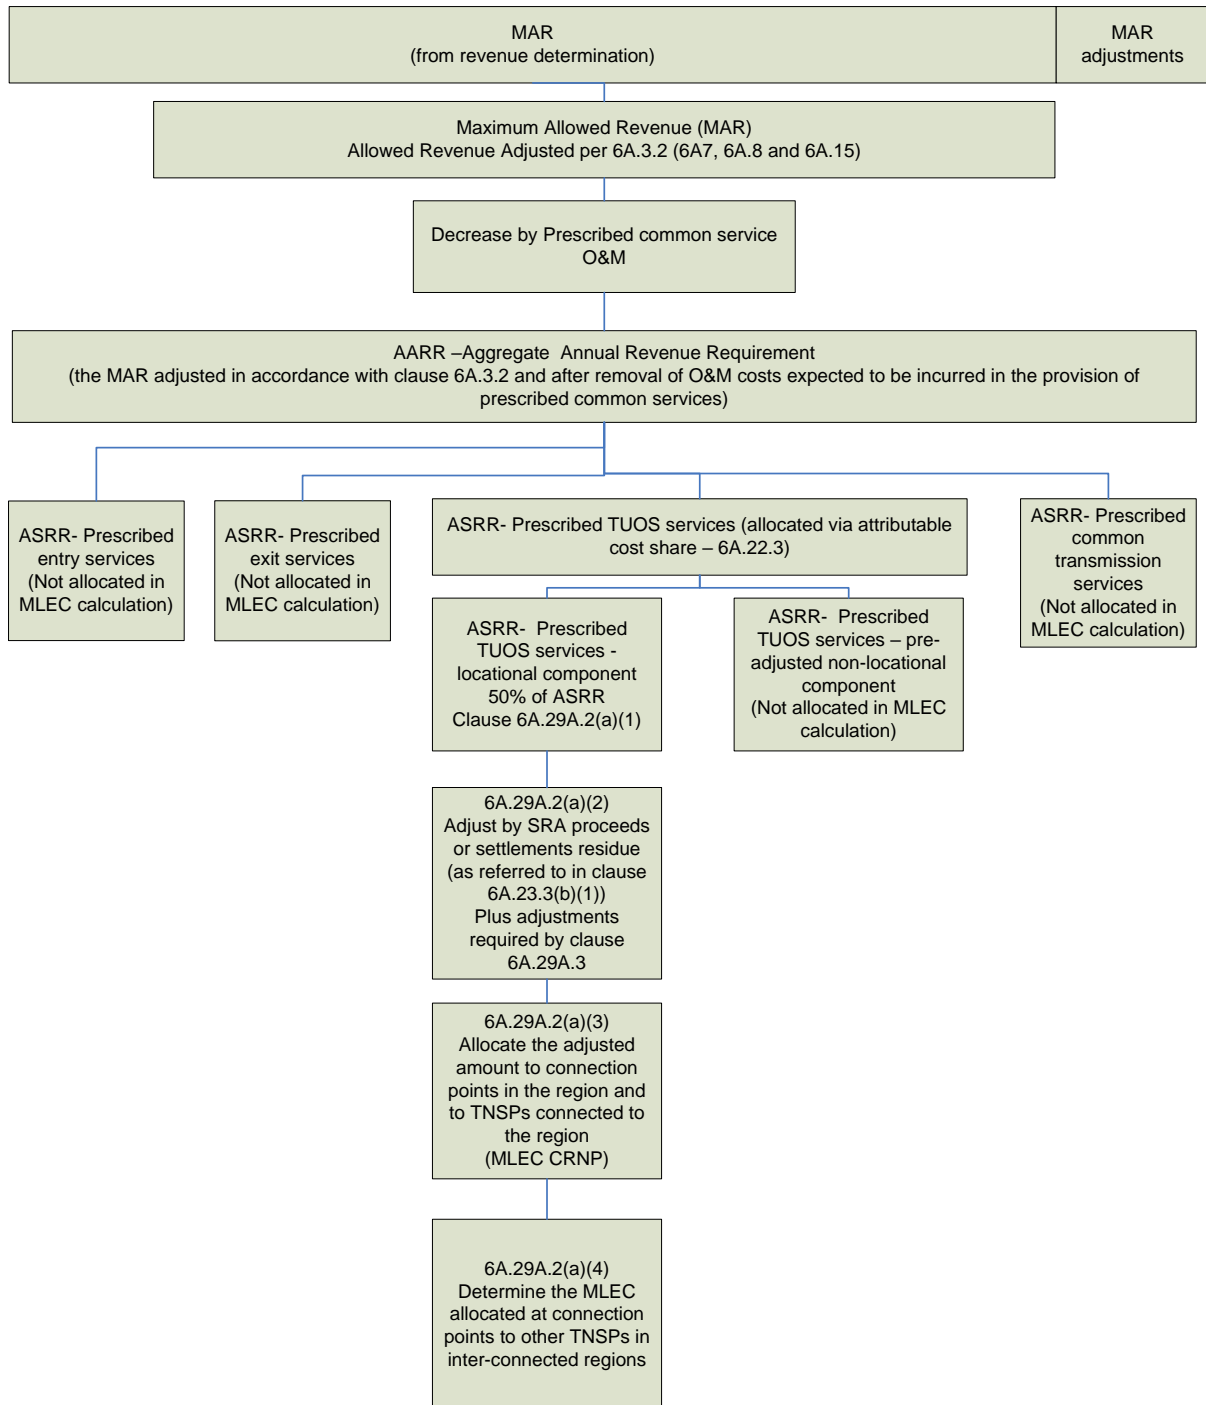 MAR
(from revenue determination)
MAR
adjustments
Maximum Allowed Revenue (MAR)
Allowed Revenue Adjusted per 6A.3.2 (6A7, 6A.8 and 6A.15)
Decrease by Prescribed common service
O&M
AARR –Aggregate  Annual Revenue Requirement
(the MAR adjusted in accordance with clause 6A.3.2 and after removal of O&M costs expected to be incurred in the provision of
prescribed common services)
ASRR- Prescribed
entry services
(Not allocated in
MLEC calculation)
ASRR- Prescribed
exit services
(Not allocated in
MLEC calculation)
ASRR- Prescribed TUOS services (allocated via attributable
cost share – 6A.22.3)
ASRR- Prescribed
common
transmission
services
(Not allocated in
MLEC calculation)
ASRR-  Prescribed
TUOS services -
locational component
50% of ASRR
Clause 6A.29A.2(a)(1)
ASRR-  Prescribed
TUOS services – pre-
adjusted non-locational
component
(Not allocated in MLEC
calculation)
6A.29A.2(a)(2)
Adjust by SRA proceeds
or settlements residue
(as referred to in clause
6A.23.3(b)(1))
Plus adjustments
required by clause
6A.29A.3
6A.29A.2(a)(3)
Allocate the adjusted
amount to connection
points in the region and
to TNSPs connected to
the region
(MLEC CRNP)
6A.29A.2(a)(4)
Determine the MLEC
allocated at connection
points to other TNSPs in
inter-connected regions